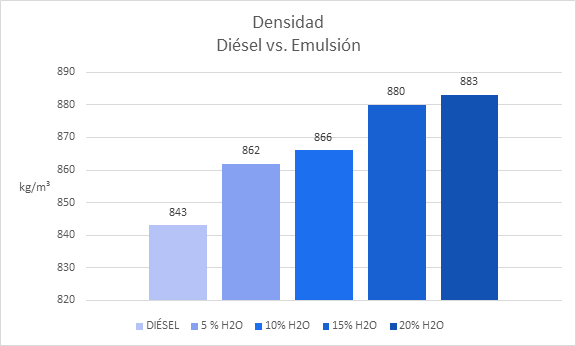 Densidad
Diésel vs. Emulsión
kg/m³
890
880
870
860
850
840
830
820
843
862
866
880
883
DIÉSEL
5 % H2O
10% H2O
15% H2O
20% H2O